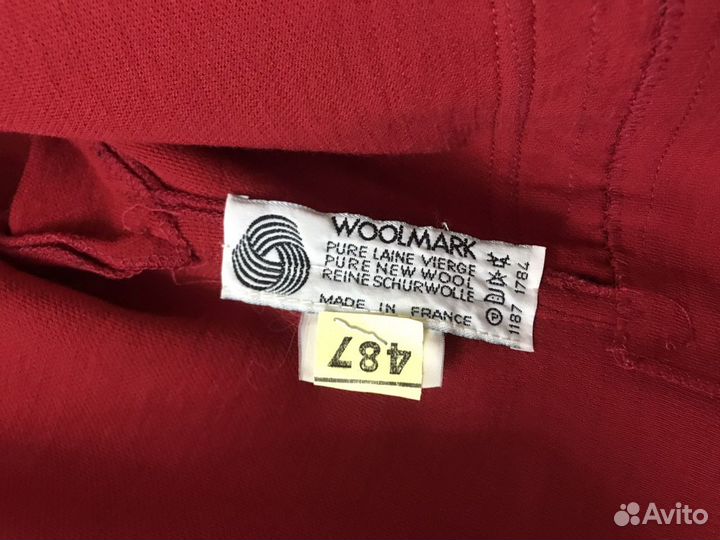 WOOLMARK
PURE LAINE VIERGE
PURE NEW WOOL
REINE SCHURWOLLE
MADE IN FRANCE
P
1187 1784
487
Avito